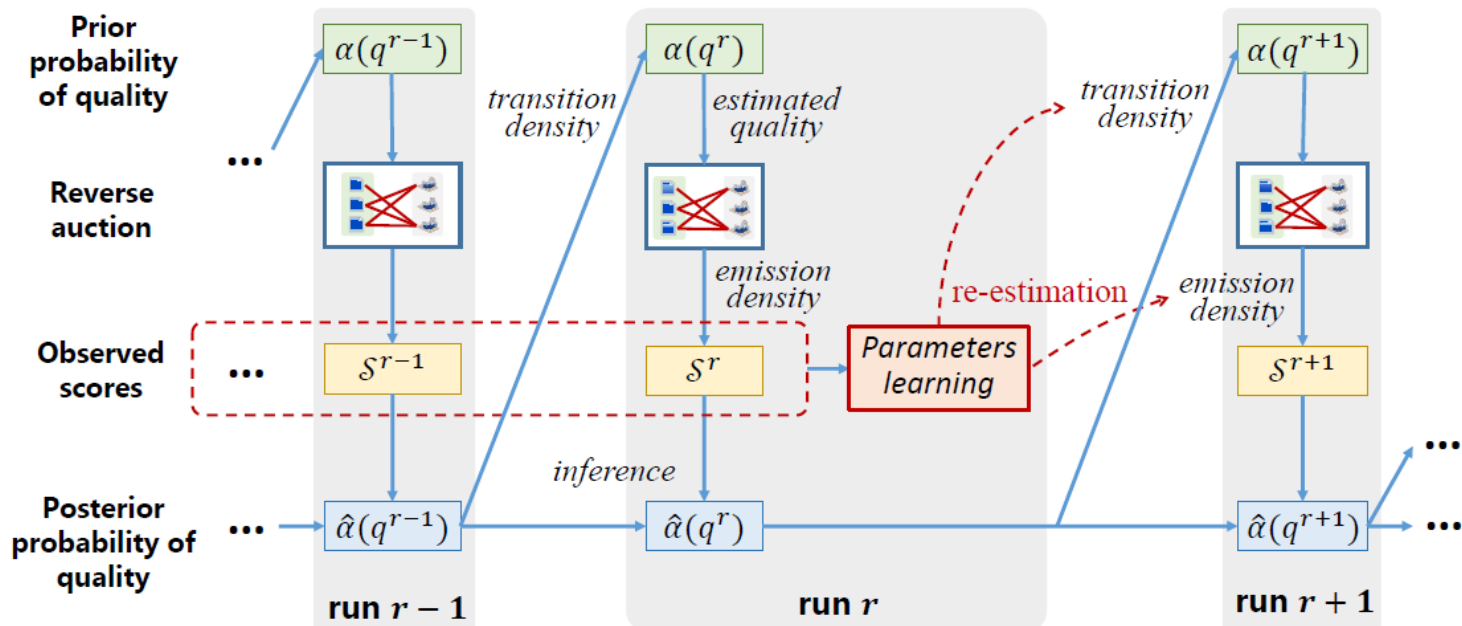 Prior
probability
of quality
α(q^{r−1})
α(q^r)
α(q^{r+1})
transition
density
estimated
quality
transition
density
...
Reverse
auction
emission
density
re-estimation
emission
density
Observed
scores
...
𝒮^{r−1}
𝒮^r
Parameters
learning
𝒮^{r+1}
...
inference
Posterior
probability of
quality
...
α̂(q^{r−1})
α̂(q^r)
α̂(q^{r+1})
...
run r − 1
run r
run r + 1